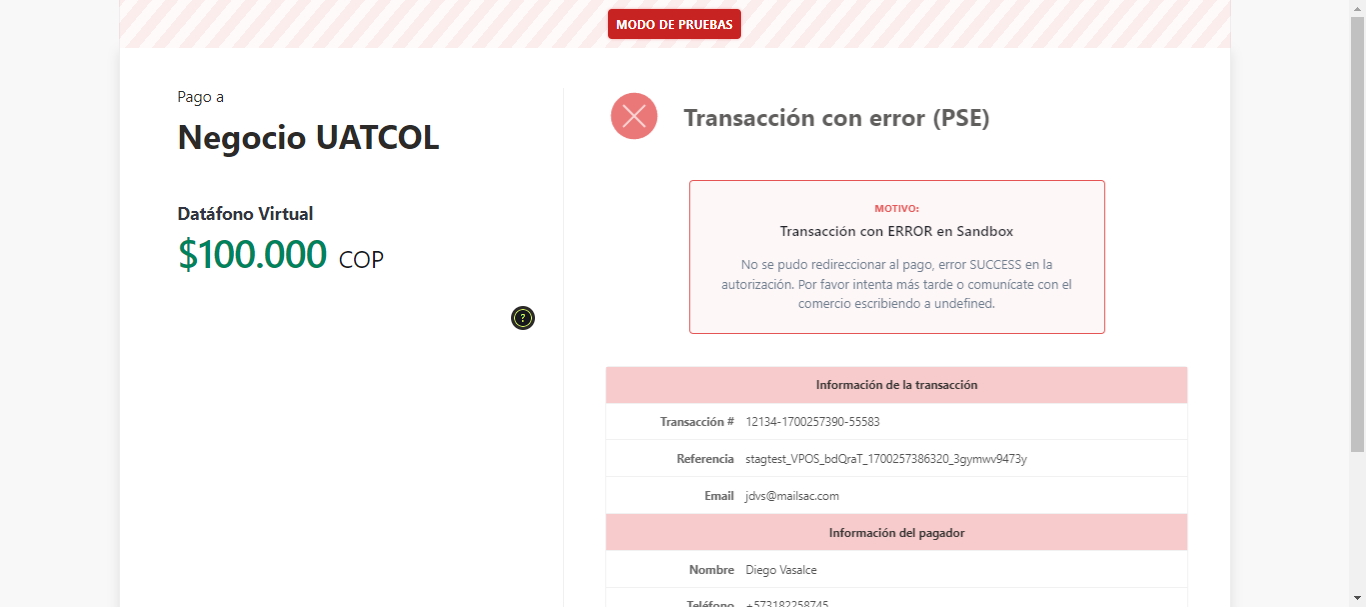 MODO DE PRUEBAS
Pago a
Negocio UATCOL
Datáfono Virtual
$100.000 COP
?
Transacción con error (PSE)
MOTIVO:
Transacción con ERROR en Sandbox
No se pudo redireccionar al pago, error SUCCESS en la
autorización. Por favor intenta más tarde o comunícate con el
comercio escribiendo a undefined.
Información de la transacción
Transacción # 12134-1700257390-55583
Referencia stagtest_VPOS_bdQraT_1700257386320_3gymwv9473y
Email jdvs@mailsac.com
Información del pagador
Nombre Diego Vasalce
Teléfono +573182258745